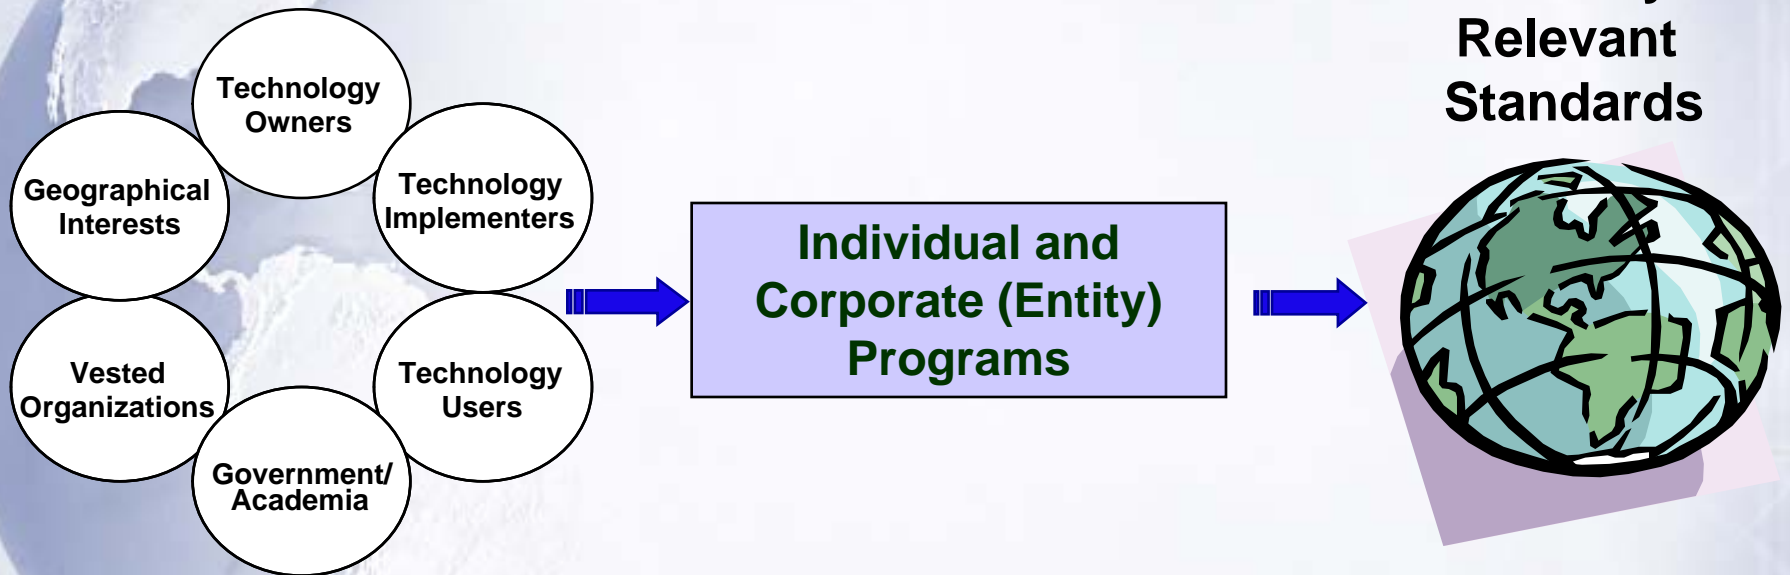 Relevant
Standards
Technology
Owners
Geographical
Interests
Technology
Implementers
Vested
Organizations
Technology
Users
Government/
Academia
Individual and
Corporate (Entity)
Programs